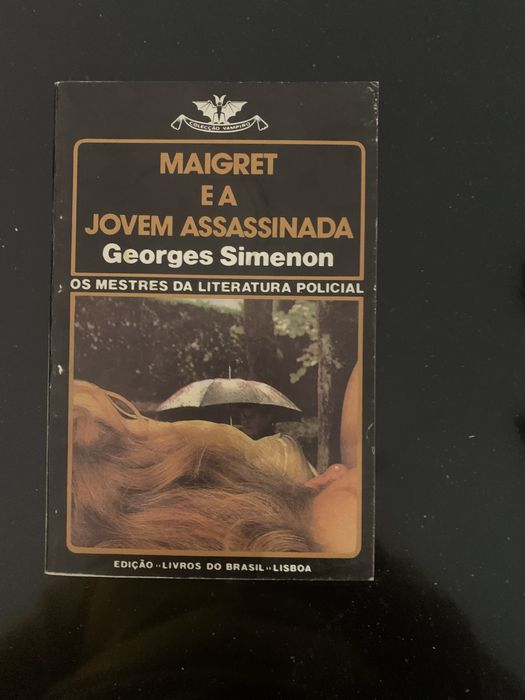 COLECÇÃO VAMPIRO
MAIGRET
E A
JOVEM ASSASSINADA
Georges Simenon
OS MESTRES DA LITERATURA POLICIAL
EDIÇÃO «LIVROS DO BRASIL» LISBOA